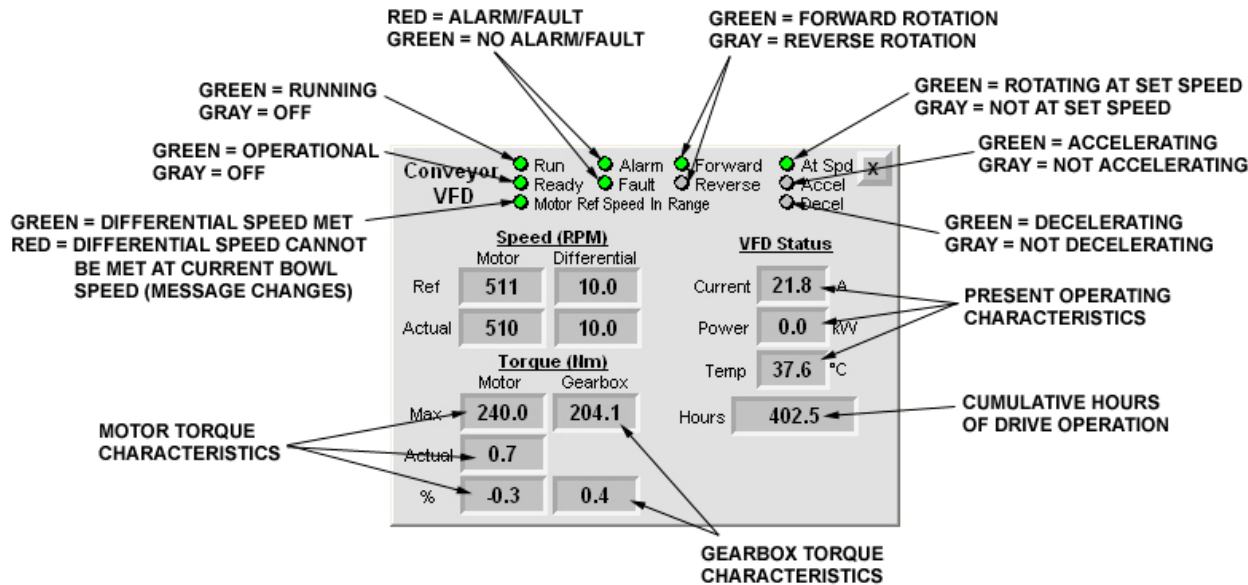 RED = ALARM/FAULT
GREEN = NO ALARM/FAULT
GREEN = FORWARD ROTATION
GRAY = REVERSE ROTATION
GREEN = RUNNING
GRAY = OFF
GREEN = ROTATING AT SET SPEED
GRAY = NOT AT SET SPEED
GREEN = OPERATIONAL
GRAY = OFF
GREEN = ACCELERATING
GRAY = NOT ACCELERATING
GREEN = DIFFERENTIAL SPEED MET
RED = DIFFERENTIAL SPEED CANNOT
BE MET AT CURRENT BOWL
SPEED (MESSAGE CHANGES)
GREEN = DECELERATING
GRAY = NOT DECELERATING
Conveyor
VFD
Run
Alarm
Forward
At Spd
X
Ready
Fault
Reverse
Accel
Motor Ref Speed In Range
Decel
Speed (RPM)
Motor
Differential
Ref
511
10.0
Actual
510
10.0
Torque (Nm)
Motor
Gearbox
Max
240.0
204.1
Actual
0.7
%
-0.3
0.4
VFD Status
Current
21.8
A
Power
0.0
kW
Temp
37.6
°C
Hours
402.5
PRESENT OPERATING
CHARACTERISTICS
CUMULATIVE HOURS
OF DRIVE OPERATION
MOTOR TORQUE
CHARACTERISTICS
GEARBOX TORQUE
CHARACTERISTICS